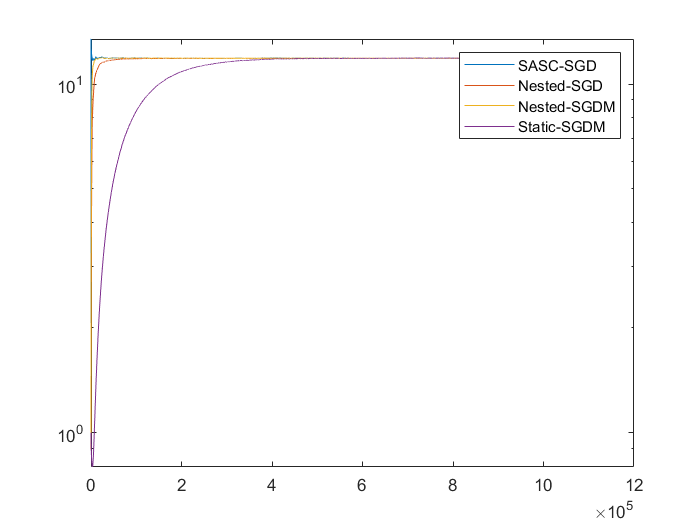 SASC-SGD
Nested-SGD
Nested-SGDM
Static-SGDM
10^1
10^0
0 2 4 6 8 10 12
×10^5